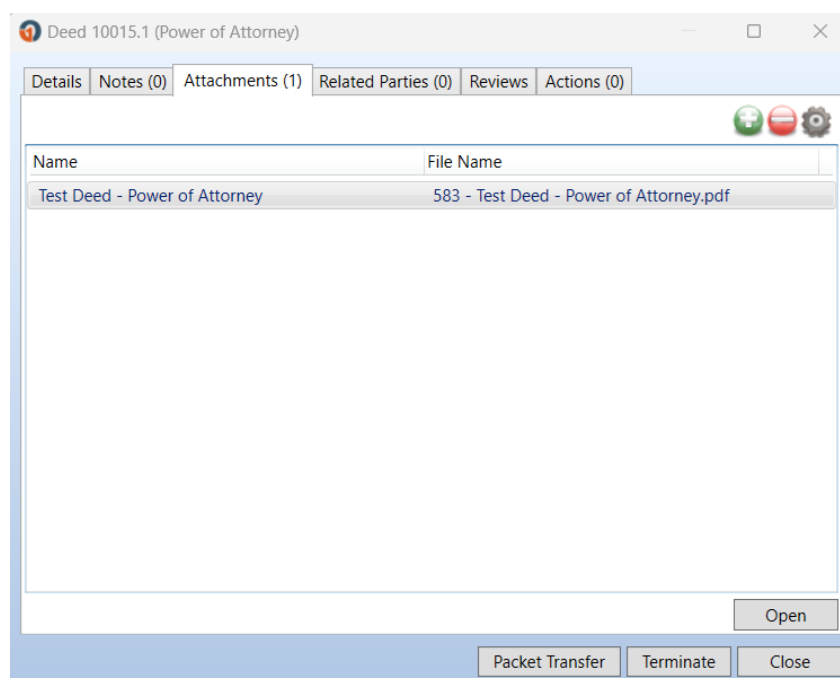 Deed 10015.1 (Power of Attorney)
Details Notes (0) Attachments (1) Related Parties (0) Reviews Actions (0)
Name File Name
Test Deed - Power of Attorney 583 - Test Deed - Power of Attorney.pdf
Open
Packet Transfer Terminate Close